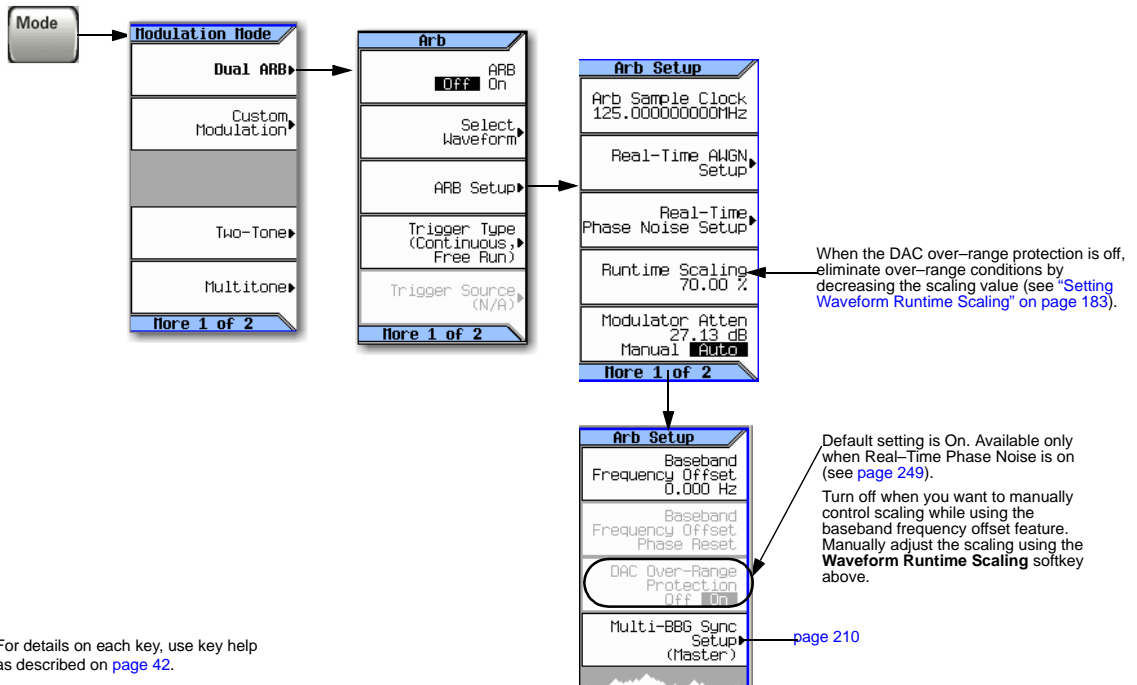 Mode
Modulation Mode
Dual ARB
Custom
Modulation
Two-Tone
Multitone
More 1 of 2
Arb
ARB
Off On
Select
Waveform
ARB Setup
Trigger Type
(Continuous,
Free Run)
Trigger Source
(N/A)
More 1 of 2
Arb Setup
Arb Sample Clock
125.000000000MHz
Real-Time AWGN
Setup
Real-Time
Phase Noise Setup
Runtime Scaling
70.00 %
Modulator Atten
27.13 dB
Manual Auto
More 1 of 2
When the DAC over–range protection is off,
eliminate over–range conditions by
decreasing the scaling value (see “Setting
Waveform Runtime Scaling” on page 183).
Arb Setup
Baseband
Frequency Offset
0.000 Hz
Baseband
Frequency Offset
Phase Reset
DAC Over-Range
Protection
Off On
Multi-BBG Sync
Setup
(Master)
Default setting is On. Available only
when Real–Time Phase Noise is on
(see page 249).
Turn off when you want to manually
control scaling while using the
baseband frequency offset feature.
Manually adjust the scaling using the
Waveform Runtime Scaling softkey
above.
page 210
For details on each key, use key help
as described on page 42.